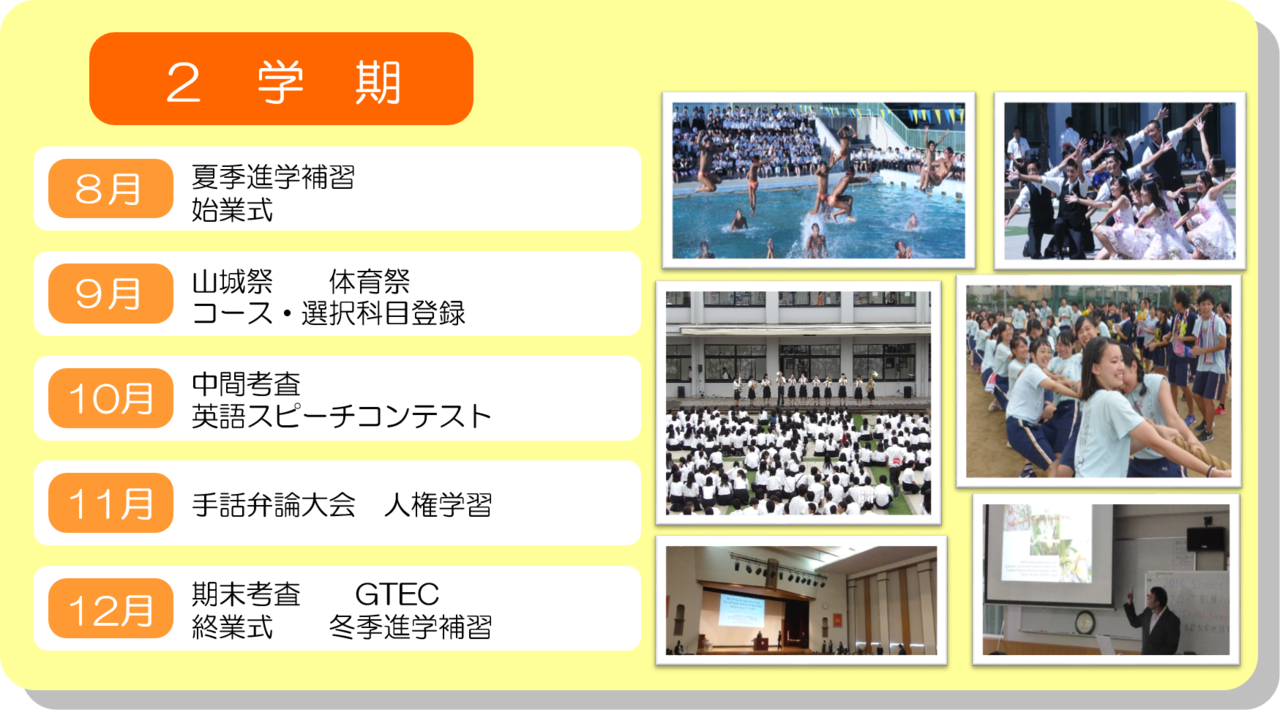 ２　学　期
８月
夏季進学補習
始業式
９月
山城祭　　体育祭
コース・選択科目登録
10月
中間考査
英語スピーチコンテスト
11月
手話弁論大会　人権学習
12月
期末考査　　GTEC
終業式　　冬季進学補習